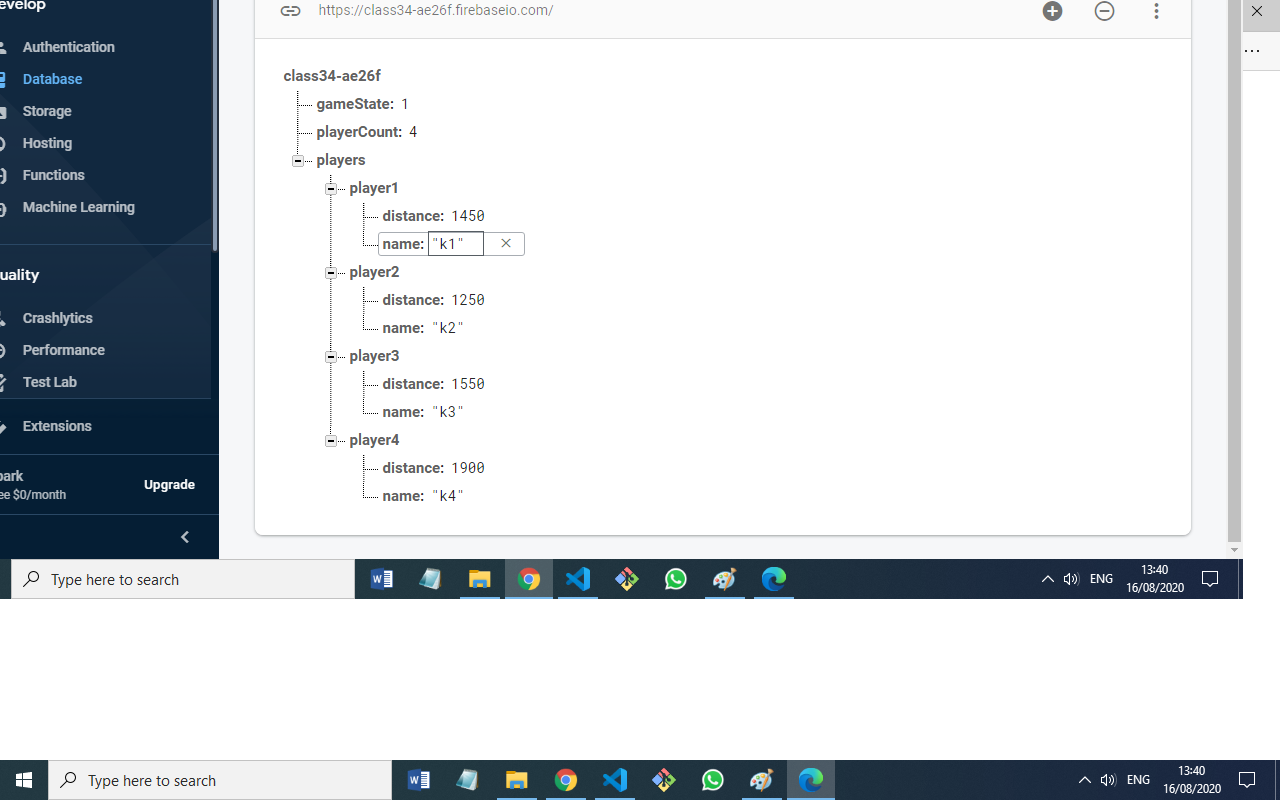 evelop
Authentication
Database
Storage
Hosting
Functions
Machine Learning
uality
Crashlytics
Performance
Test Lab
Extensions
park
ee $0/month
Upgrade
https://class34-ae26f.firebaseio.com/
class34-ae26f
gameState: 1
playerCount: 4
players
player1
distance: 1450
name: "k1"
player2
distance: 1250
name: "k2"
player3
distance: 1550
name: "k3"
player4
distance: 1900
name: "k4"
Type here to search
ENG
13:40
16/08/2020
Type here to search
ENG
13:40
16/08/2020